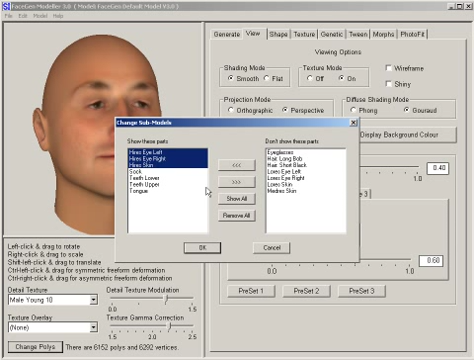 FaceGen Modeller 3.0 ( Model: FaceGen Default Model V3.0 )
File Edit Model Help
Generate View Shape Texture Genetic Tween Morphs PhotoFit
Viewing Options
Shading Mode
Smooth Flat
Texture Mode
Off On
Wireframe
Shiny
Projection Mode
Orthographic Perspective
Diffuse Shading Mode
Phong Gouraud
Display Background Colour
Change Sub-Models
Show these parts
Hires Eye Left
Hires Eye Right
Hires Skin
Sock
Teeth Lower
Teeth Upper
Tongue
<<<
>>>
Show All
Remove All
Don't show these parts
Eyeglasses
Hair Long Bob
Hair Short Black
Lores Eye Left
Lores Eye Right
Lores Skin
Medres Skin
OK
Cancel
0.40
1.0
3
0.60
0.0 1.0
PreSet 1 PreSet 2 PreSet 3
Left-click & drag to rotate
Right-click & drag to scale
Shift-left-click & drag to translate
Ctrl-left-click & drag for symmetric freeform deformation
Ctrl-right-click & drag for asymmetric freeform deformation
Detail Texture
Male Young 10
Detail Texture Modulation
0.0 1.5
Texture Overlay
(None)
Texture Gamma Correction
1.5 2.0 2.5
Change Polys
There are 6152 polys and 6292 vertices.